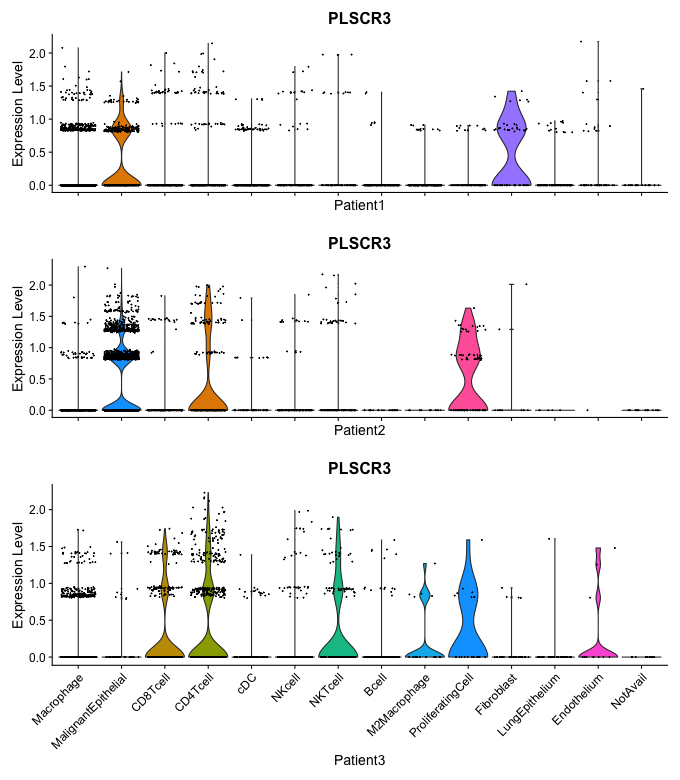 PLSCR3
Expression Level
2.0
1.5
1.0
0.5
0.0
Patient1
PLSCR3
Expression Level
2.0
1.5
1.0
0.5
0.0
Patient2
PLSCR3
Expression Level
2.0
1.5
1.0
0.5
0.0
Macrophage
MalignantEpithelial
CD8Tcell
CD4Tcell
cDC
NKcell
NKTcell
Bcell
M2Macrophage
ProliferatingCell
Fibroblast
LungEpithelium
Endothelium
NotAvail
Patient3